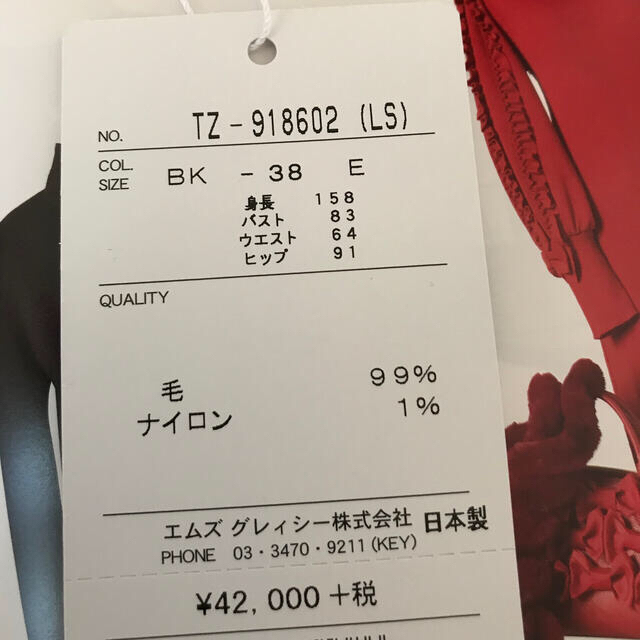 NO. TZ-918602 (LS)
COL.
SIZE BK - 38 E
身長 158
バスト 83
ウエスト 64
ヒップ 91
QUALITY
毛 99%
ナイロン 1%
エムズ グレィシー株式会社 日本製
PHONE 03・3470・9211(KEY)
¥42,000+税